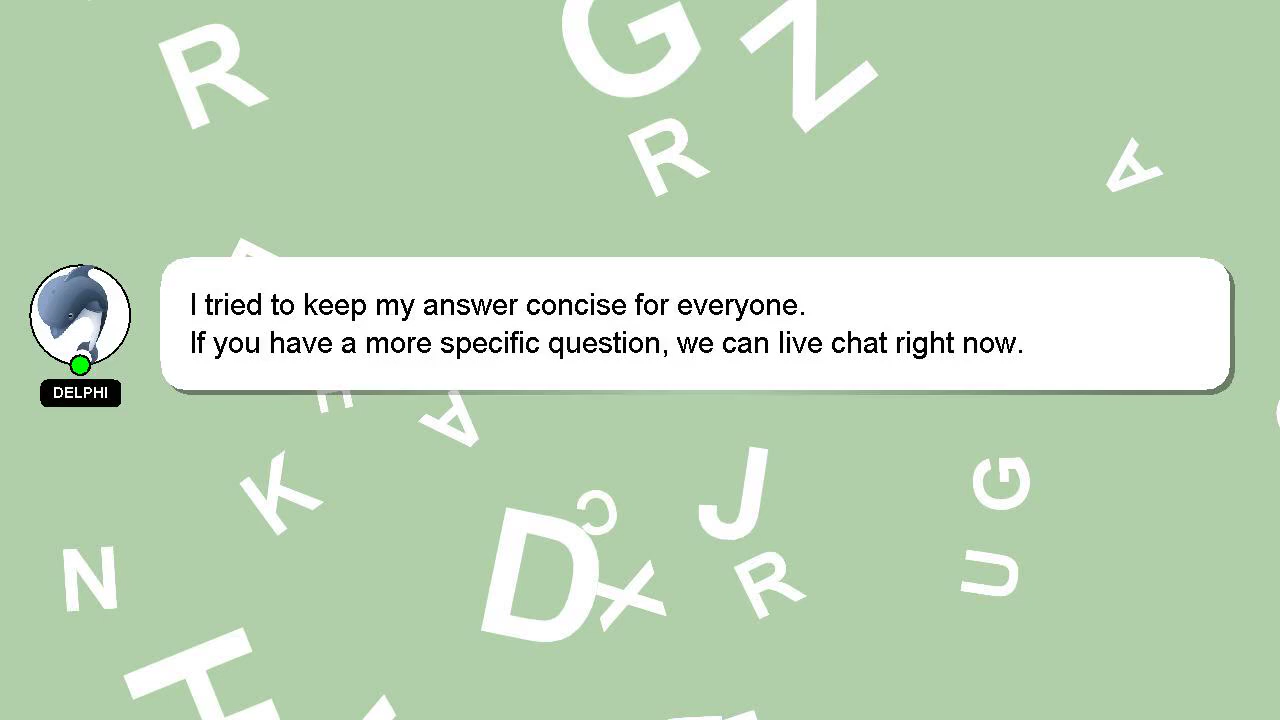 R
G
Z
R
A
I tried to keep my answer concise for everyone.
If you have a more specific question, we can live chat right now.
DELPHI
A
K
J
G
C
D
N
X
R
U